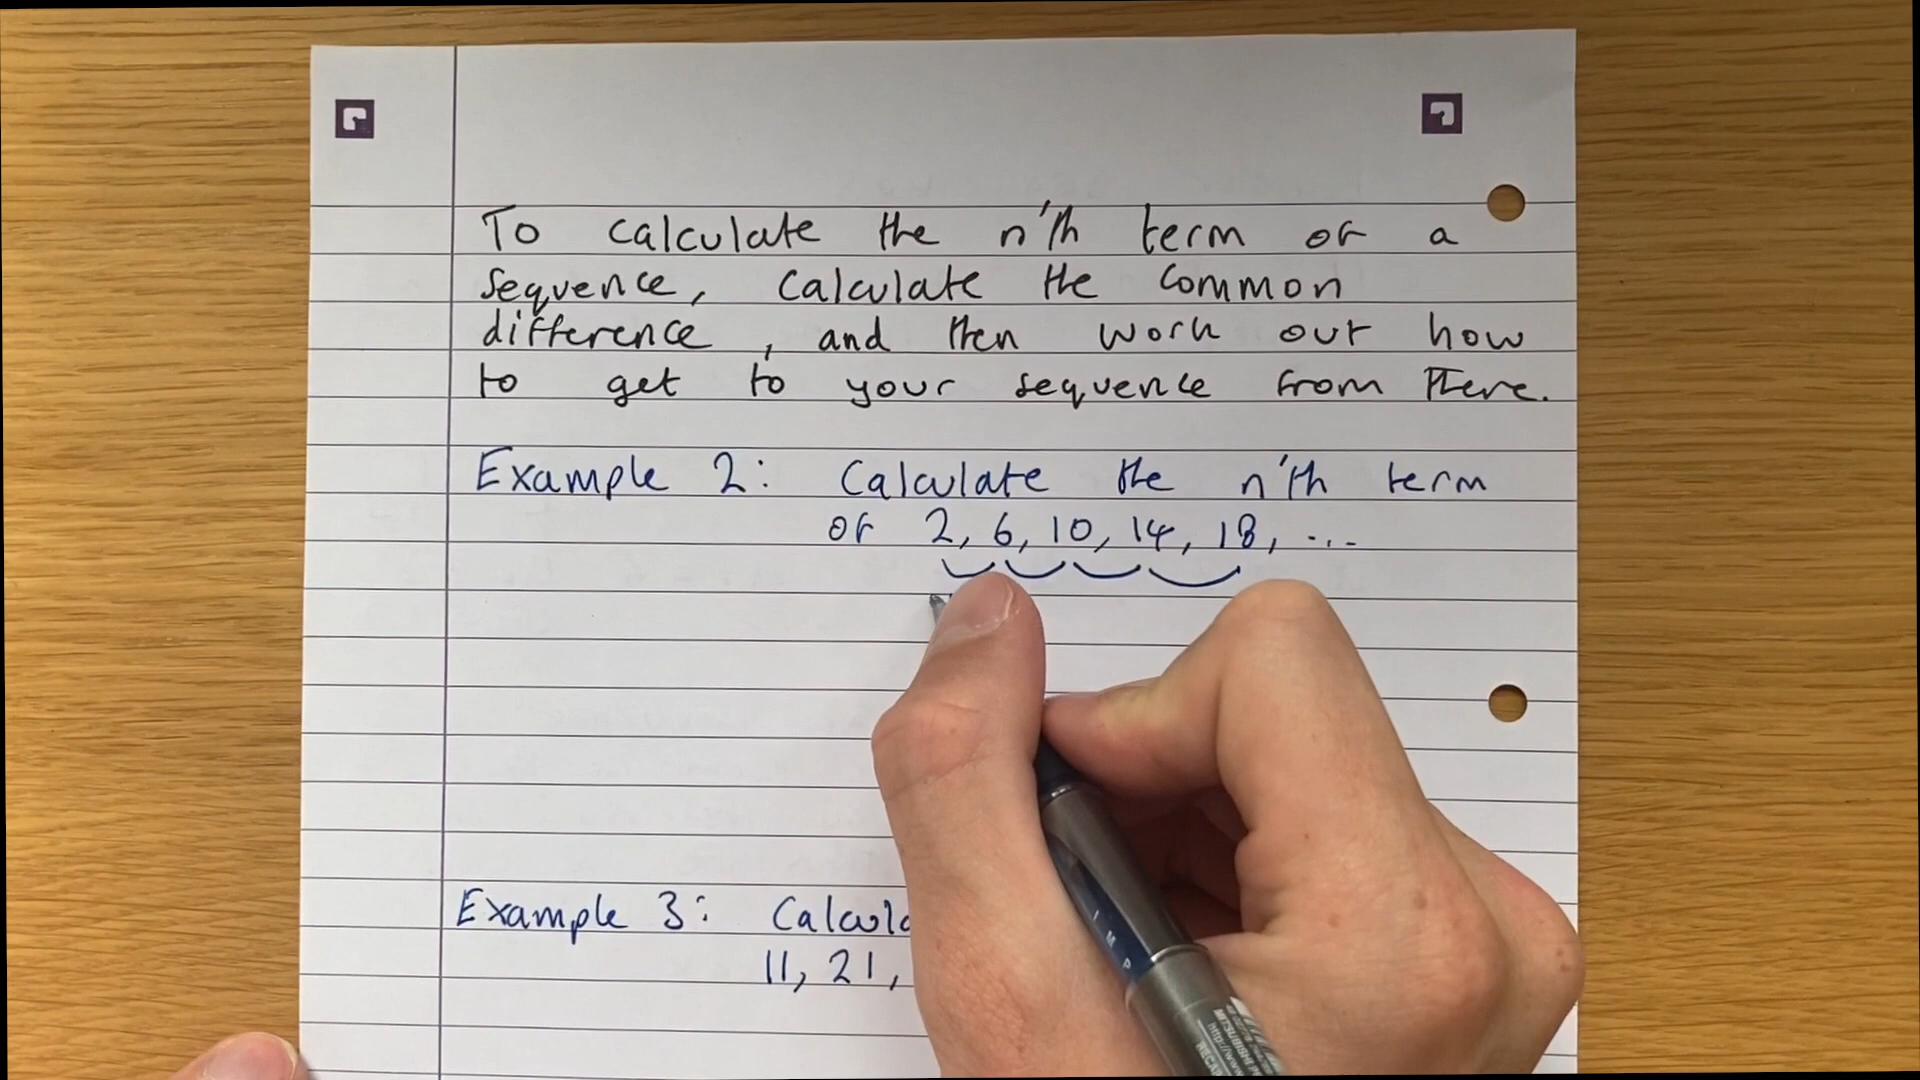 To calculate the n'th term of a
sequence, calculate the common
difference, and then work out how
to get to your sequence from there.
Example 2: Calculate the n'th term
of 2, 6, 10, 14, 18, ...
Example 3:
11, 21,
IMP
MITSUBISHI